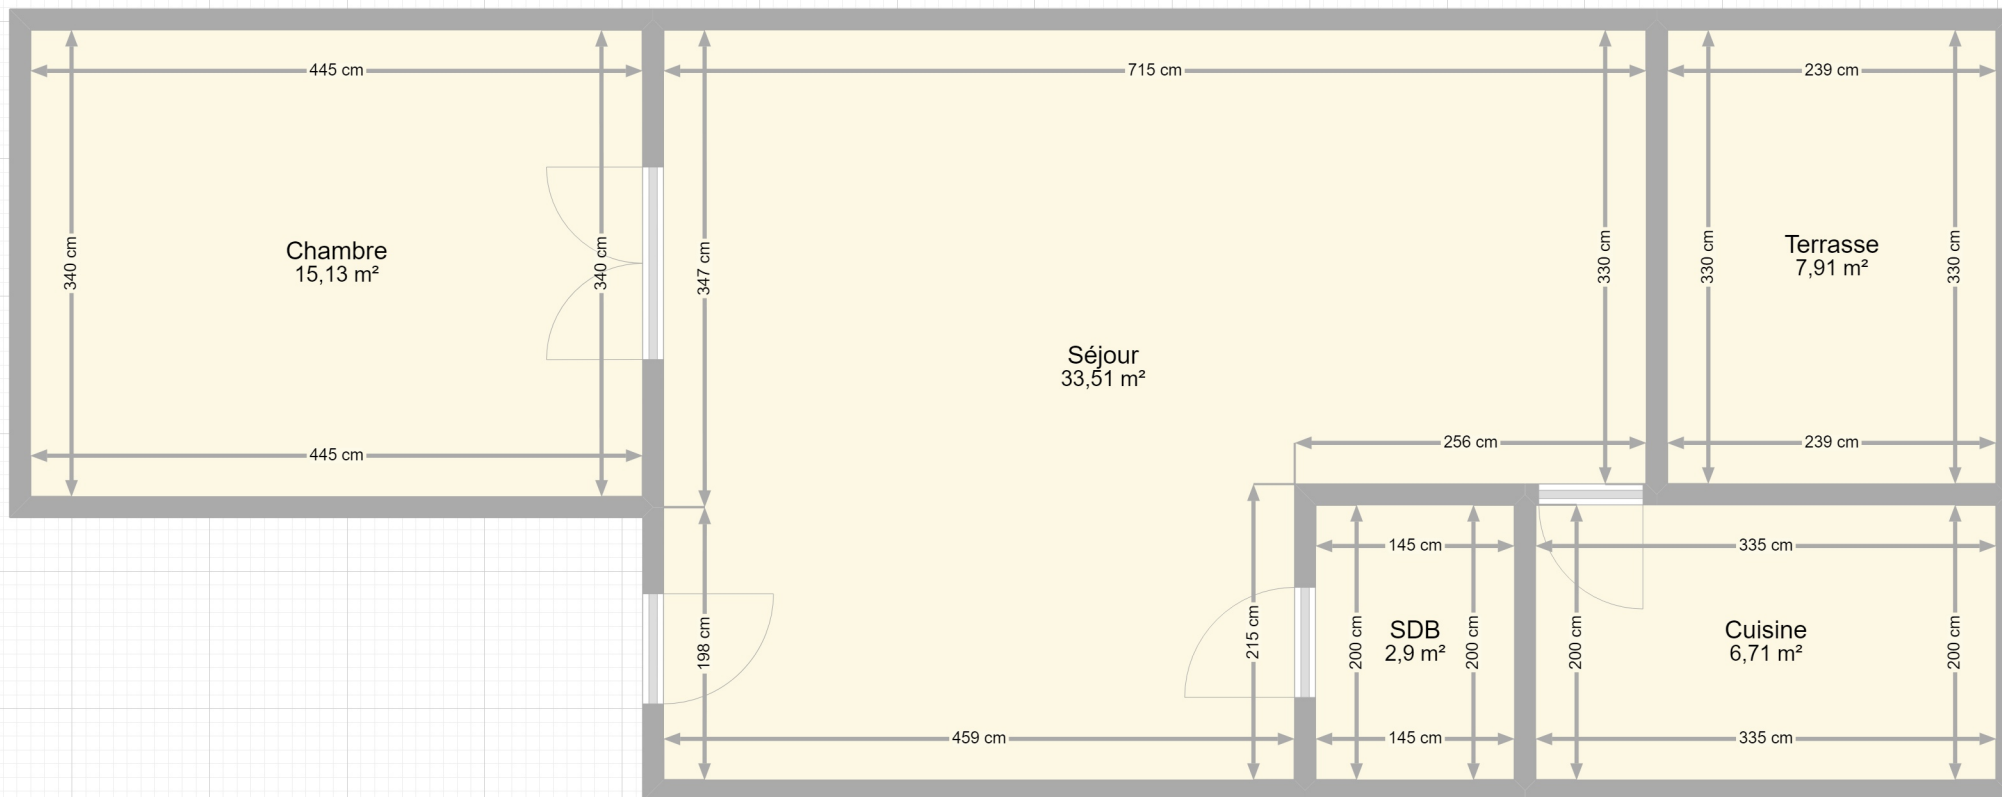 445 cm
715 cm
239 cm
340 cm
340 cm
347 cm
330 cm
330 cm
330 cm
Chambre
15,13 m²
Terrasse
7,91 m²
Séjour
33,51 m²
445 cm
256 cm
239 cm
145 cm
335 cm
198 cm
215 cm
200 cm
SDB
2,9 m²
200 cm
200 cm
Cuisine
6,71 m²
200 cm
459 cm
145 cm
335 cm